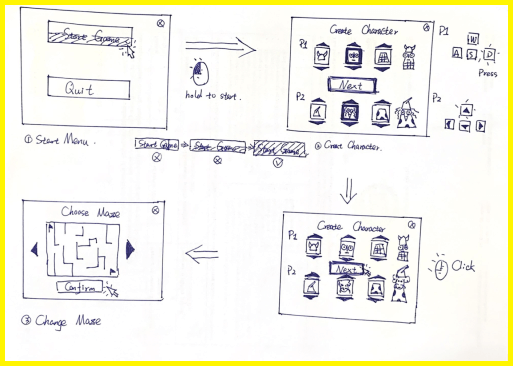 Start Game
Quit
hold to start.
① Start Menu.
Start Game
Start Game
Start Game
Create Character
P1
Next
P2
P1
W
A S, D
Press
P2
② Creat Character.
Create Character
P1
Next
P2
Click
Choose Maze
Confirm
③ Change Maze